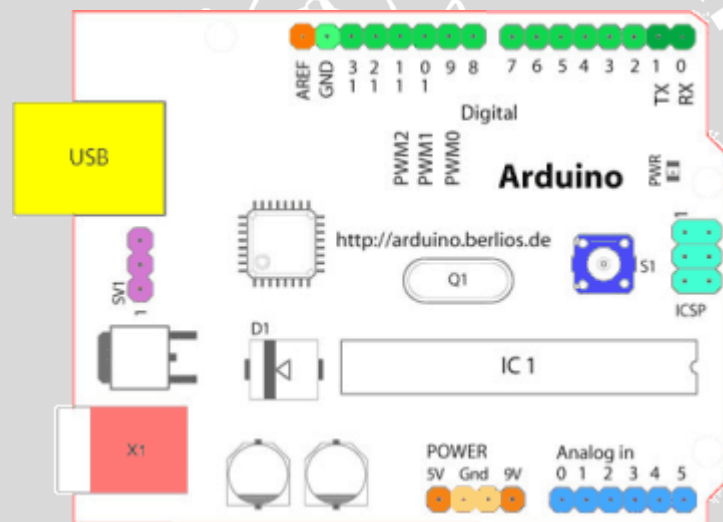 AREF GND 13 12 11 10 9 8 7 6 5 4 3 2 1 0
TX RX
Digital
USB
PWM2 PWM1 PWM0
Arduino
PWR
http://arduino.berlios.de
1
S1
Q1
SV1
1
ICSP
D1
IC 1
X1
POWER
5V Gnd 9V
Analog in
0 1 2 3 4 5